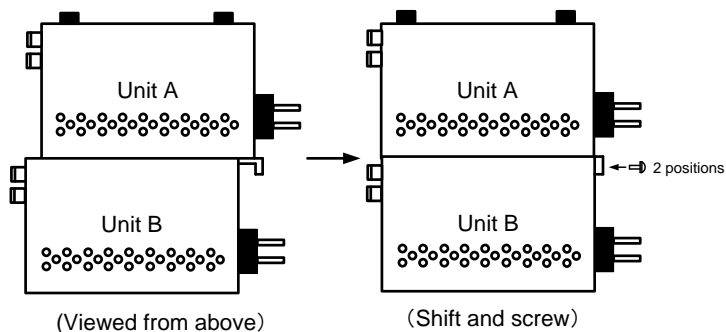 Unit A
Unit A
2 positions
Unit B
Unit B
(Viewed from above）
（Shift and screw）